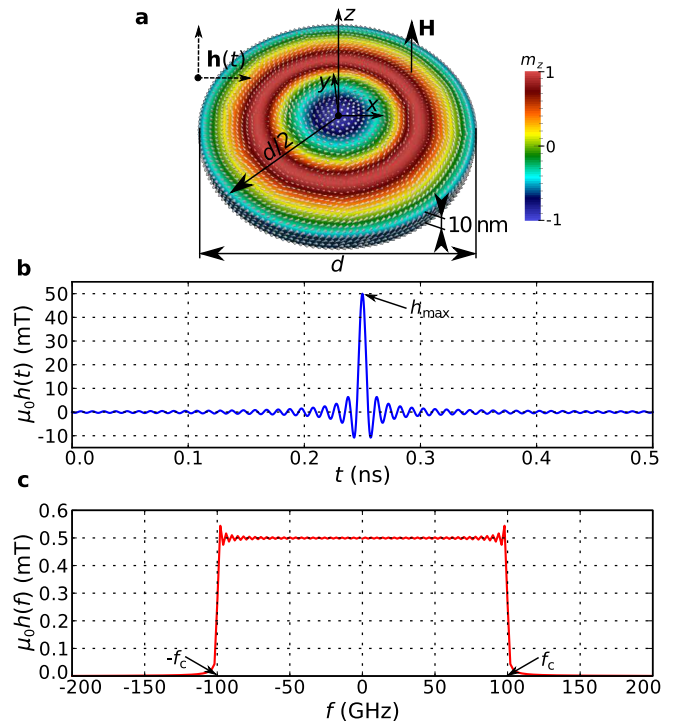 a
z
H
h(t)
m_z
1
0
-1
y
x
d/2
10 nm
d
b
50
40
30
20
10
0
-10
μ₀h(t) (mT)
h_max
0.0 0.1 0.2 0.3 0.4 0.5
t (ns)
c
0.6
0.5
0.4
0.3
0.2
0.1
0.0
μ₀h(f) (mT)
-f_c
f_c
-200 -150 -100 -50 0 50 100 150 200
f (GHz)